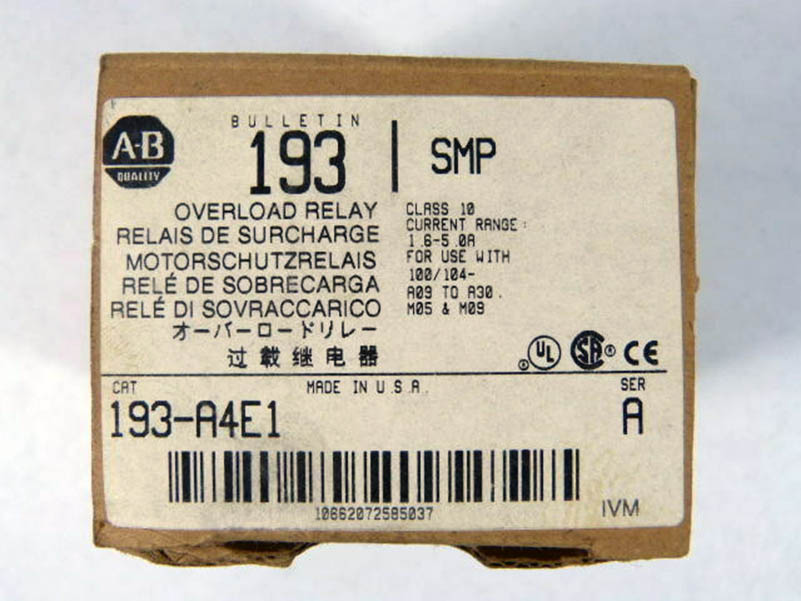 A-B
QUALITY
BULLETIN
193
SMP
OVERLOAD RELAY
RELAIS DE SURCHARGE
MOTORSCHUTZRELAIS
RELÉ DE SOBRECARGA
RELÉ DI SOVRACCARICO
オーバーロードリレー
过載继电器
CLASS 10
CURRENT RANGE:
1.6-5.0A
FOR USE WITH
100/104-
A09 TO A30.
M05 & M09
UL
SA
CE
CAT
MADE IN U.S.A.
SER
193-A4E1
A
10662072585037
IVM